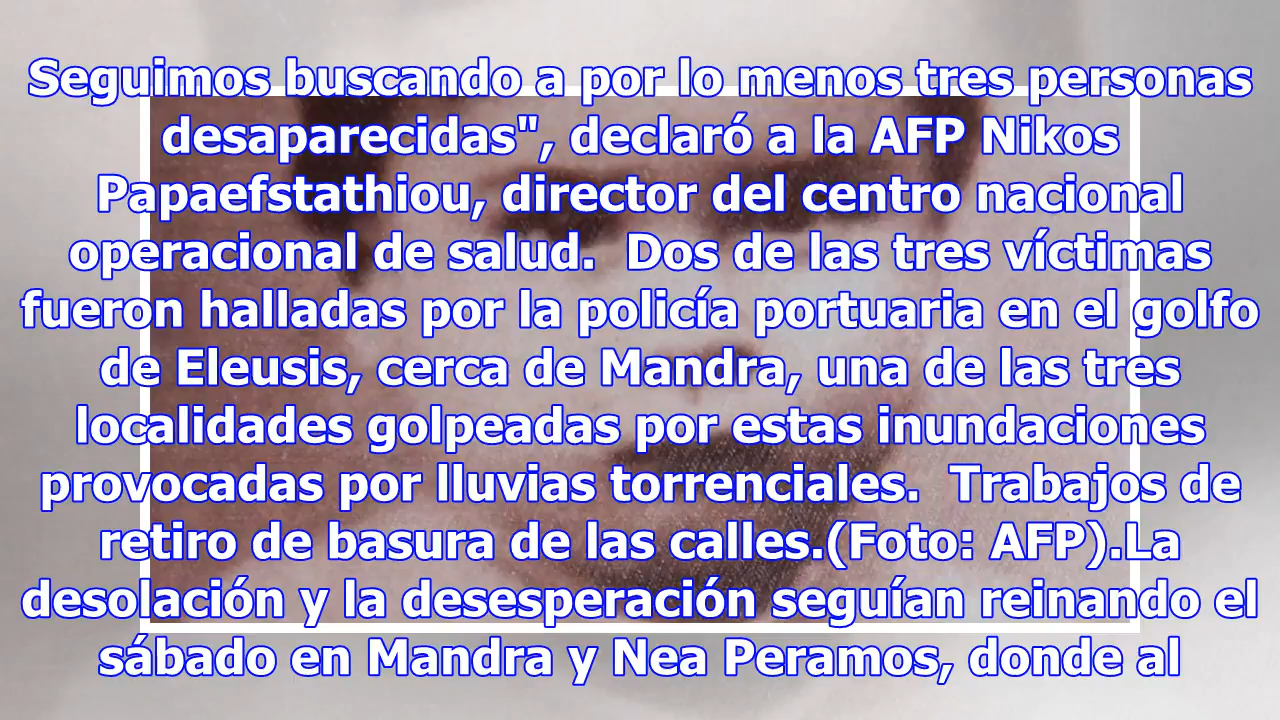 Seguimos buscando a por lo menos tres personas
desaparecidas", declaró a la AFP Nikos
Papaefstathiou, director del centro nacional
operacional de salud.  Dos de las tres víctimas
fueron halladas por la policía portuaria en el golfo
de Eleusis, cerca de Mandra, una de las tres
localidades golpeadas por estas inundaciones
provocadas por lluvias torrenciales.  Trabajos de
retiro de basura de las calles.(Foto: AFP).La
desolación y la desesperación seguían reinando el
sábado en Mandra y Nea Peramos, donde al